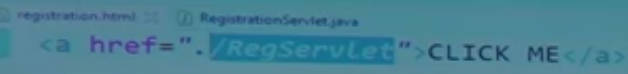 registration.html RegistrationServlet.java
<a href="./RegServlet">CLICK ME</a>